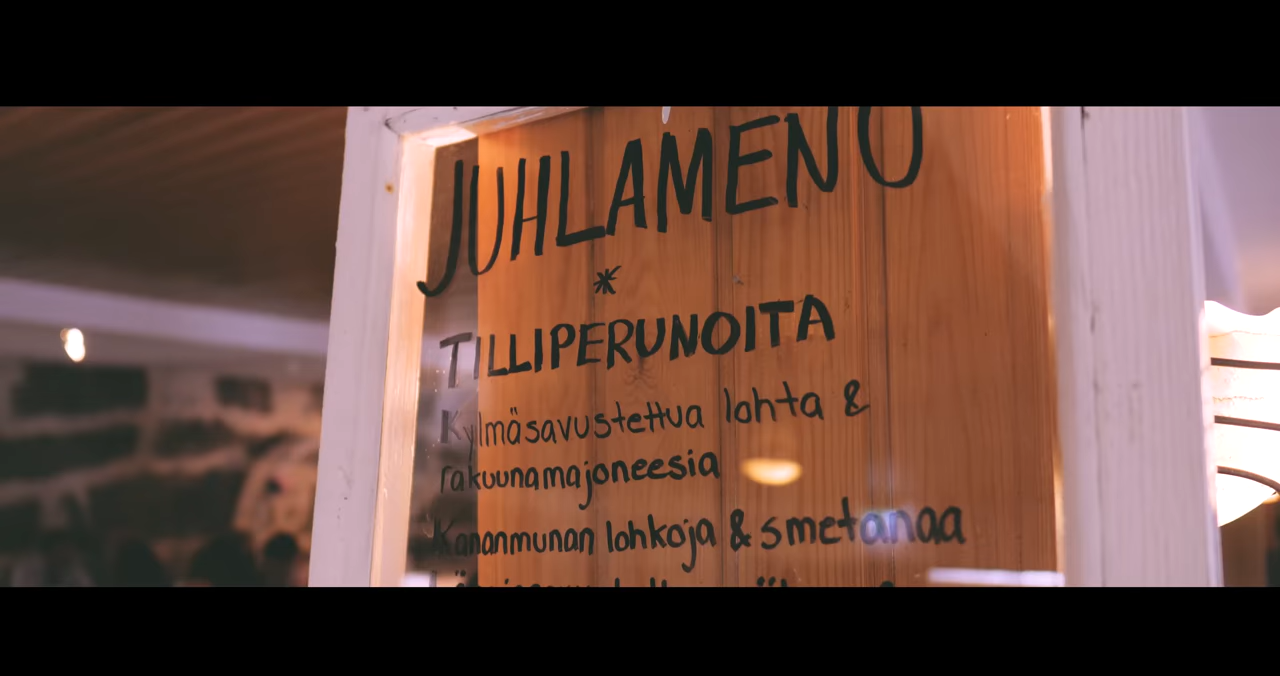 JUHLAMENU
*
TILLIPERUNOITA
Kylmäsavustettua lohta &
rakuunamajoneesia
Kananmunan lohkoja & smetanaa